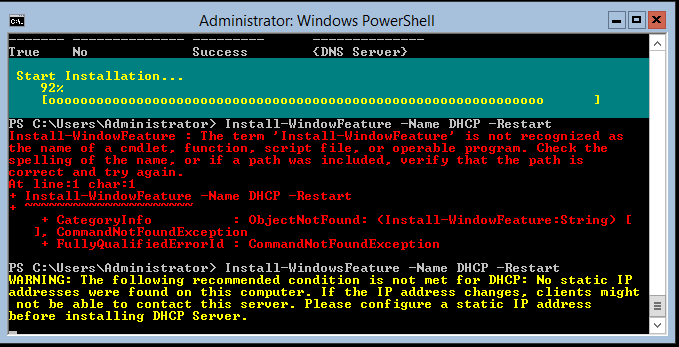 Administrator: Windows PowerShell
------- -------------- --------- --------------
True No Success {DNS Server}
Start Installation...
92%
[oooooooooooooooooooooooooooooooooooooooooooooooooooooooooooooo ]
PS C:\Users\Administrator> Install-WindowFeature -Name DHCP -Restart
Install-WindowFeature : The term 'Install-WindowFeature' is not recognized as
the name of a cmdlet, function, script file, or operable program. Check the
spelling of the name, or if a path was included, verify that the path is
correct and try again.
At line:1 char:1
+ Install-WindowFeature -Name DHCP -Restart
+ ~~~~~~~~~~~~~~~~~~~~~
+ CategoryInfo : ObjectNotFound: (Install-WindowFeature:String) [
], CommandNotFoundException
+ FullyQualifiedErrorId : CommandNotFoundException
PS C:\Users\Administrator> Install-WindowsFeature -Name DHCP -Restart
WARNING: The following recommended condition is not met for DHCP: No static IP
addresses were found on this computer. If the IP address changes, clients might
not be able to contact this server. Please configure a static IP address
before installing DHCP Server.